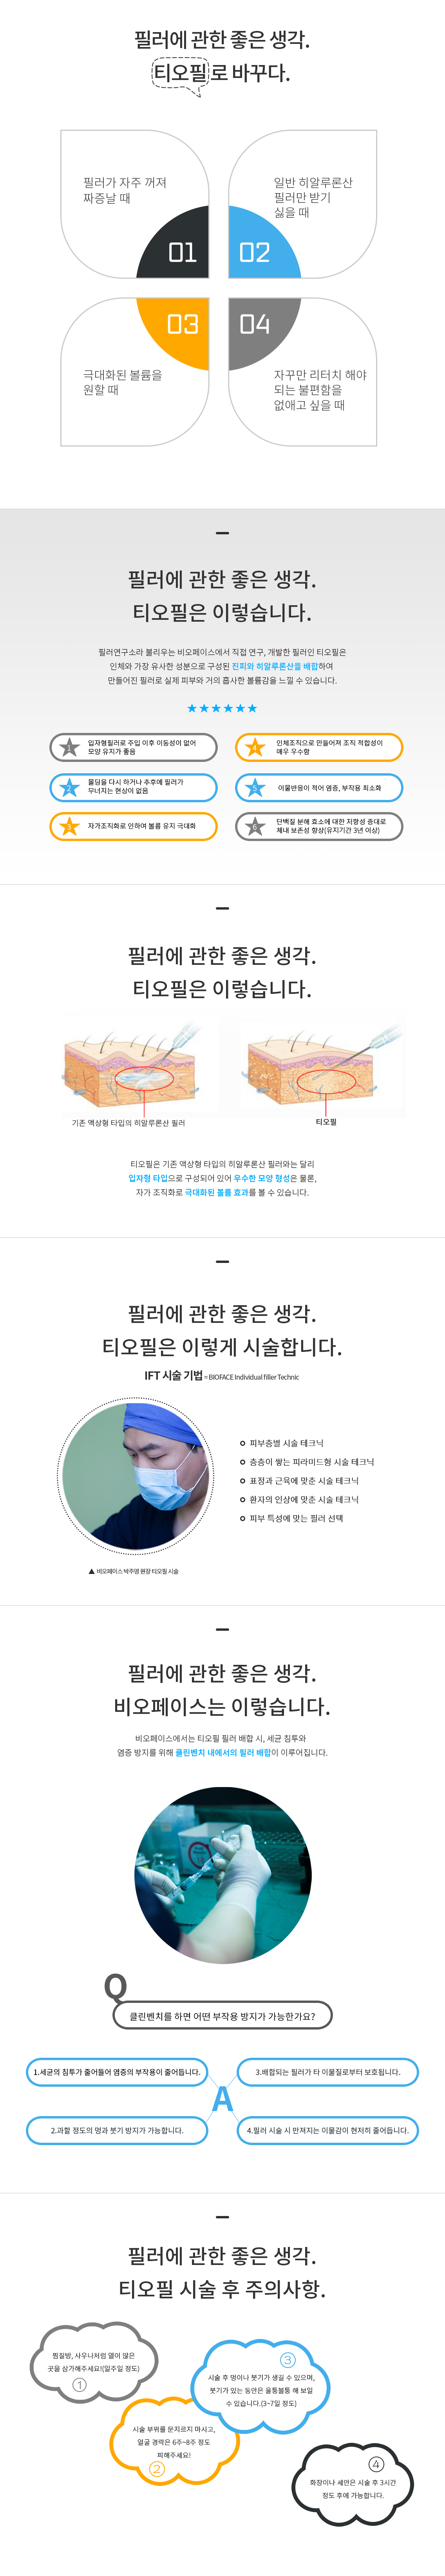 필러에 관한 좋은 생각.
티오필로 바꾸다.
필러가 자주 꺼져
짜증날 때
01
일반 히알루론산
필러만 받기
싫을 때
02
03
극대화된 볼륨을
원할 때
04
자꾸만 리터치 해야
되는 불편함을
없애고 싶을 때
필러에 관한 좋은 생각.
티오필은 이렇습니다.
필러연구소라 불리우는 비오페이스에서 직접 연구, 개발한 필러인 티오필은
인체와 가장 유사한 성분으로 구성된 진피와 히알루론산을 배합하여
만들어진 필러로 실제 피부와 거의 흡사한 볼륨감을 느낄 수 있습니다.
★★★★★★
1
입자형필러로 주입 이후 이동성이 없어
모양 유지가 좋음
4
인체조직으로 만들어져 조직 적합성이
매우 우수함
2
몰딩을 다시 하거나 추후에 필러가
무너지는 현상이 없음
5
이물반응이 적어 염증, 부작용 최소화
3
자가조직화로 인하여 볼륨 유지 극대화
6
단백질 분해 효소에 대한 저항성 증대로
체내 보존성 향상(유지기간 3년 이상)
필러에 관한 좋은 생각.
티오필은 이렇습니다.
기존 액상형 타입의 히알루론산 필러
티오필
티오필은 기존 액상형 타입의 히알루론산 필러와는 달리
입자형 타입으로 구성되어 있어 우수한 모양 형성은 물론,
자가 조직화로 극대화된 볼륨 효과를 볼 수 있습니다.
필러에 관한 좋은 생각.
티오필은 이렇게 시술합니다.
IFT 시술 기법 = BIOFACE Individual filler Technic
피부층별 시술 테크닉
층층이 쌓는 피라미드형 시술 테크닉
표정과 근육에 맞춘 시술 테크닉
환자의 인상에 맞춘 시술 테크닉
피부 특성에 맞는 필러 선택
▲ 비오페이스 박주영 원장 티오필 시술
필러에 관한 좋은 생각.
비오페이스는 이렇습니다.
비오페이스에서는 티오필 필러 배합 시, 세균 침투와
염증 방지를 위해 클린벤치 내에서의 필러 배합이 이루어집니다.
Q
클린벤치를 하면 어떤 부작용 방지가 가능한가요?
1.세균의 침투가 줄어들어 염증의 부작용이 줄어듭니다.
3.배합되는 필러가 타 이물질로부터 보호됩니다.
A
2.과할 정도의 멍과 붓기 방지가 가능합니다.
4.필러 시술 시 만져지는 이물감이 현저히 줄어듭니다.
필러에 관한 좋은 생각.
티오필 시술 후 주의사항.
찜질방, 사우나처럼 열이 많은
곳을 삼가해주세요!(일주일 정도)
①
③
시술 후 멍이나 붓기가 생길 수 있으며,
붓기가 있는 동안은 울퉁불퉁 해 보일
수 있습니다.(3~7일 정도)
시술 부위를 문지르지 마시고,
얼굴 경락은 6주~8주 정도
피해주세요!
②
④
화장이나 세안은 시술 후 3시간
정도 후에 가능합니다.